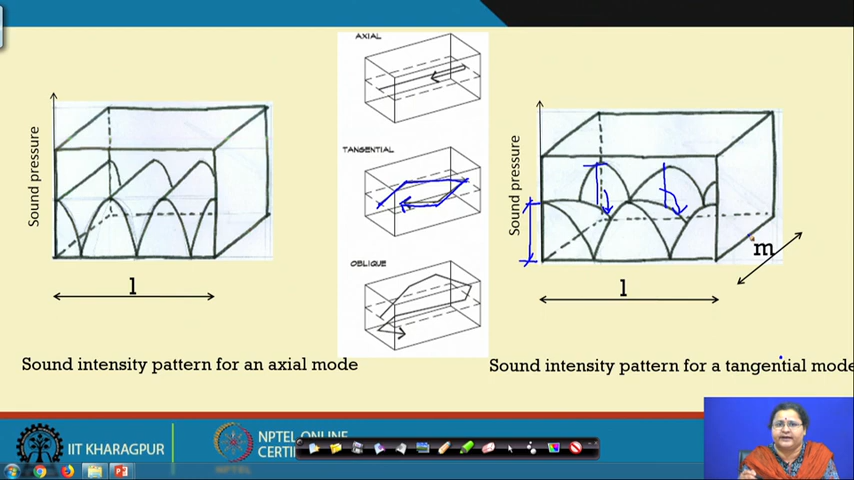 AXIAL
Sound pressure
l
Sound intensity pattern for an axial mode
TANGENTIAL
OBLIQUE
Sound pressure
l
m
Sound intensity pattern for a tangential mode
IIT KHARAGPUR
NPTEL ONLINE